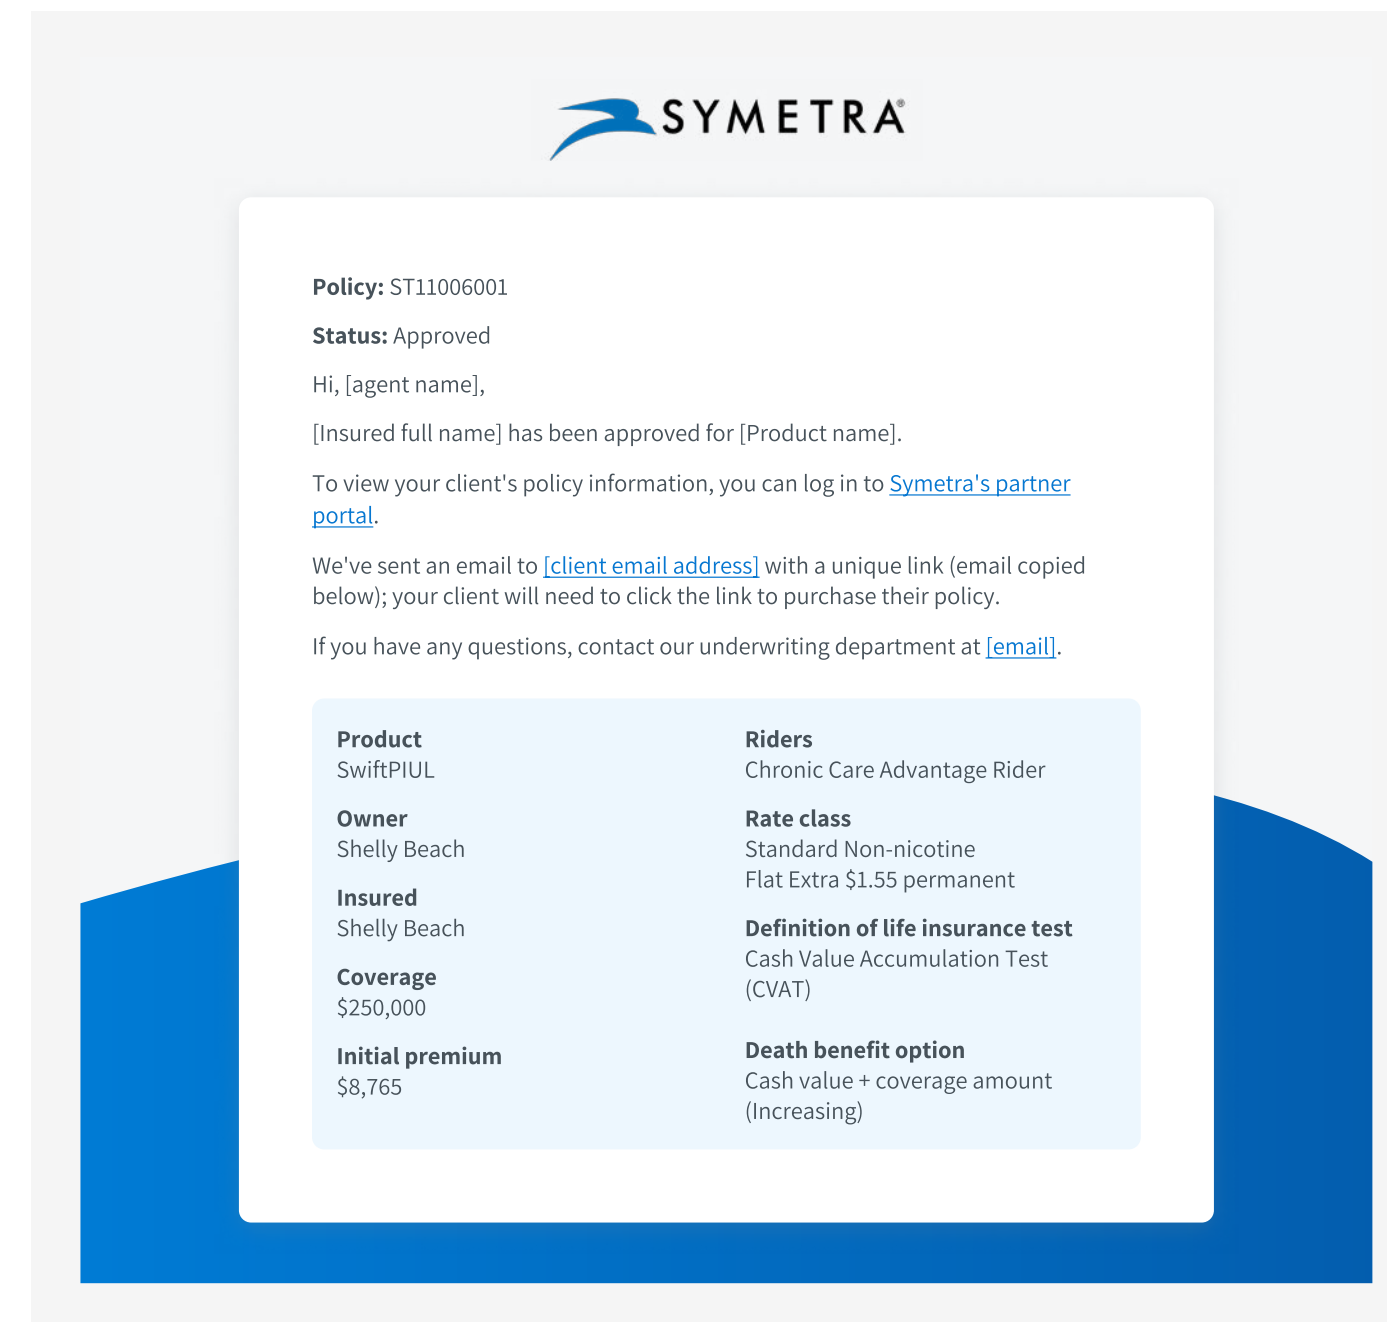 SYMETRA®
Policy: ST11006001
Status: Approved
Hi, [agent name],
[Insured full name] has been approved for [Product name].
To view your client's policy information, you can log in to Symetra's partner
portal.
We've sent an email to [client email address] with a unique link (email copied
below); your client will need to click the link to purchase their policy.
If you have any questions, contact our underwriting department at [email].
Product
SwiftPIUL
Owner
Shelly Beach
Insured
Shelly Beach
Coverage
$250,000
Initial premium
$8,765
Riders
Chronic Care Advantage Rider
Rate class
Standard Non-nicotine
Flat Extra $1.55 permanent
Definition of life insurance test
Cash Value Accumulation Test
(CVAT)
Death benefit option
Cash value + coverage amount
(Increasing)